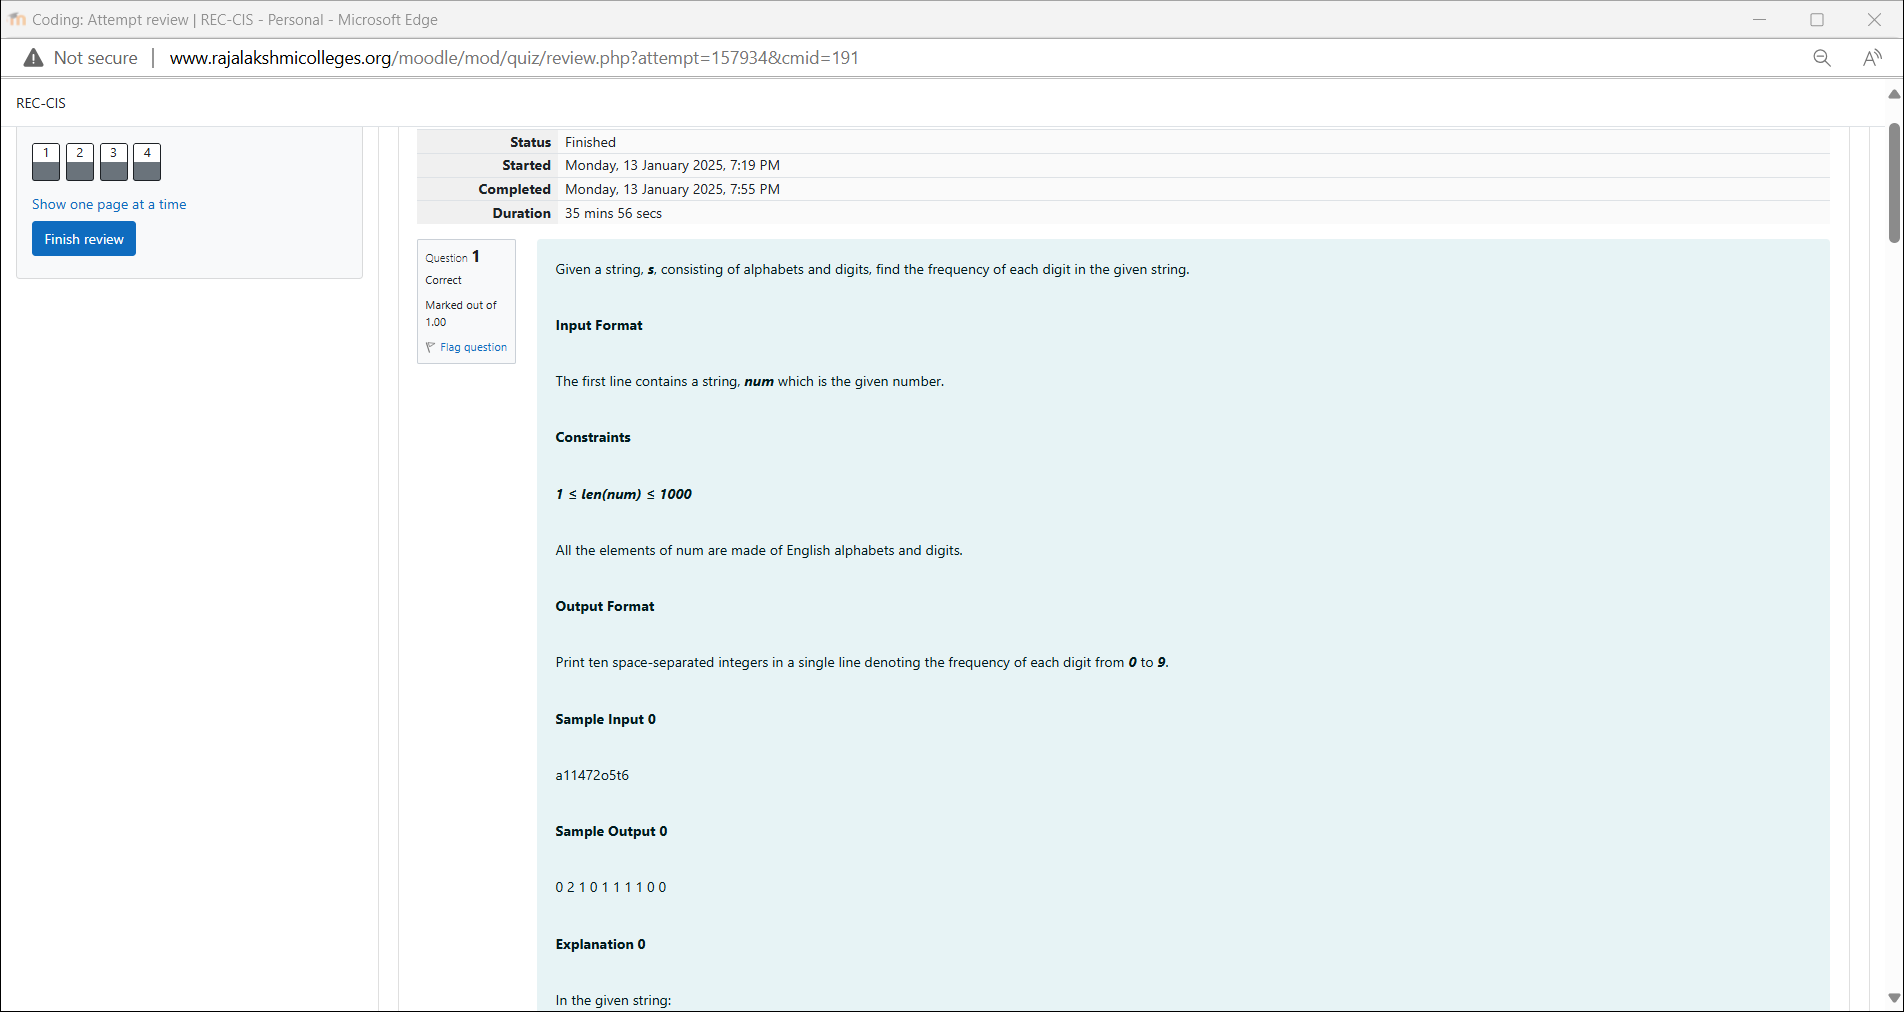 Coding: Attempt review | REC-CIS - Personal - Microsoft Edge
Not secure | www.rajalakshmicolleges.org/moodle/mod/quiz/review.php?attempt=157934&cmid=191
REC-CIS
1 2 3 4
Show one page at a time
Finish review
Status Finished
Started Monday, 13 January 2025, 7:19 PM
Completed Monday, 13 January 2025, 7:55 PM
Duration 35 mins 56 secs
Question 1
Correct
Marked out of
1.00
Flag question
Given a string, s, consisting of alphabets and digits, find the frequency of each digit in the given string.
Input Format
The first line contains a string, num which is the given number.
Constraints
1 ≤ len(num) ≤ 1000
All the elements of num are made of English alphabets and digits.
Output Format
Print ten space-separated integers in a single line denoting the frequency of each digit from 0 to 9.
Sample Input 0
a11472o5t6
Sample Output 0
0 2 1 0 1 1 1 1 0 0
Explanation 0
In the given string: